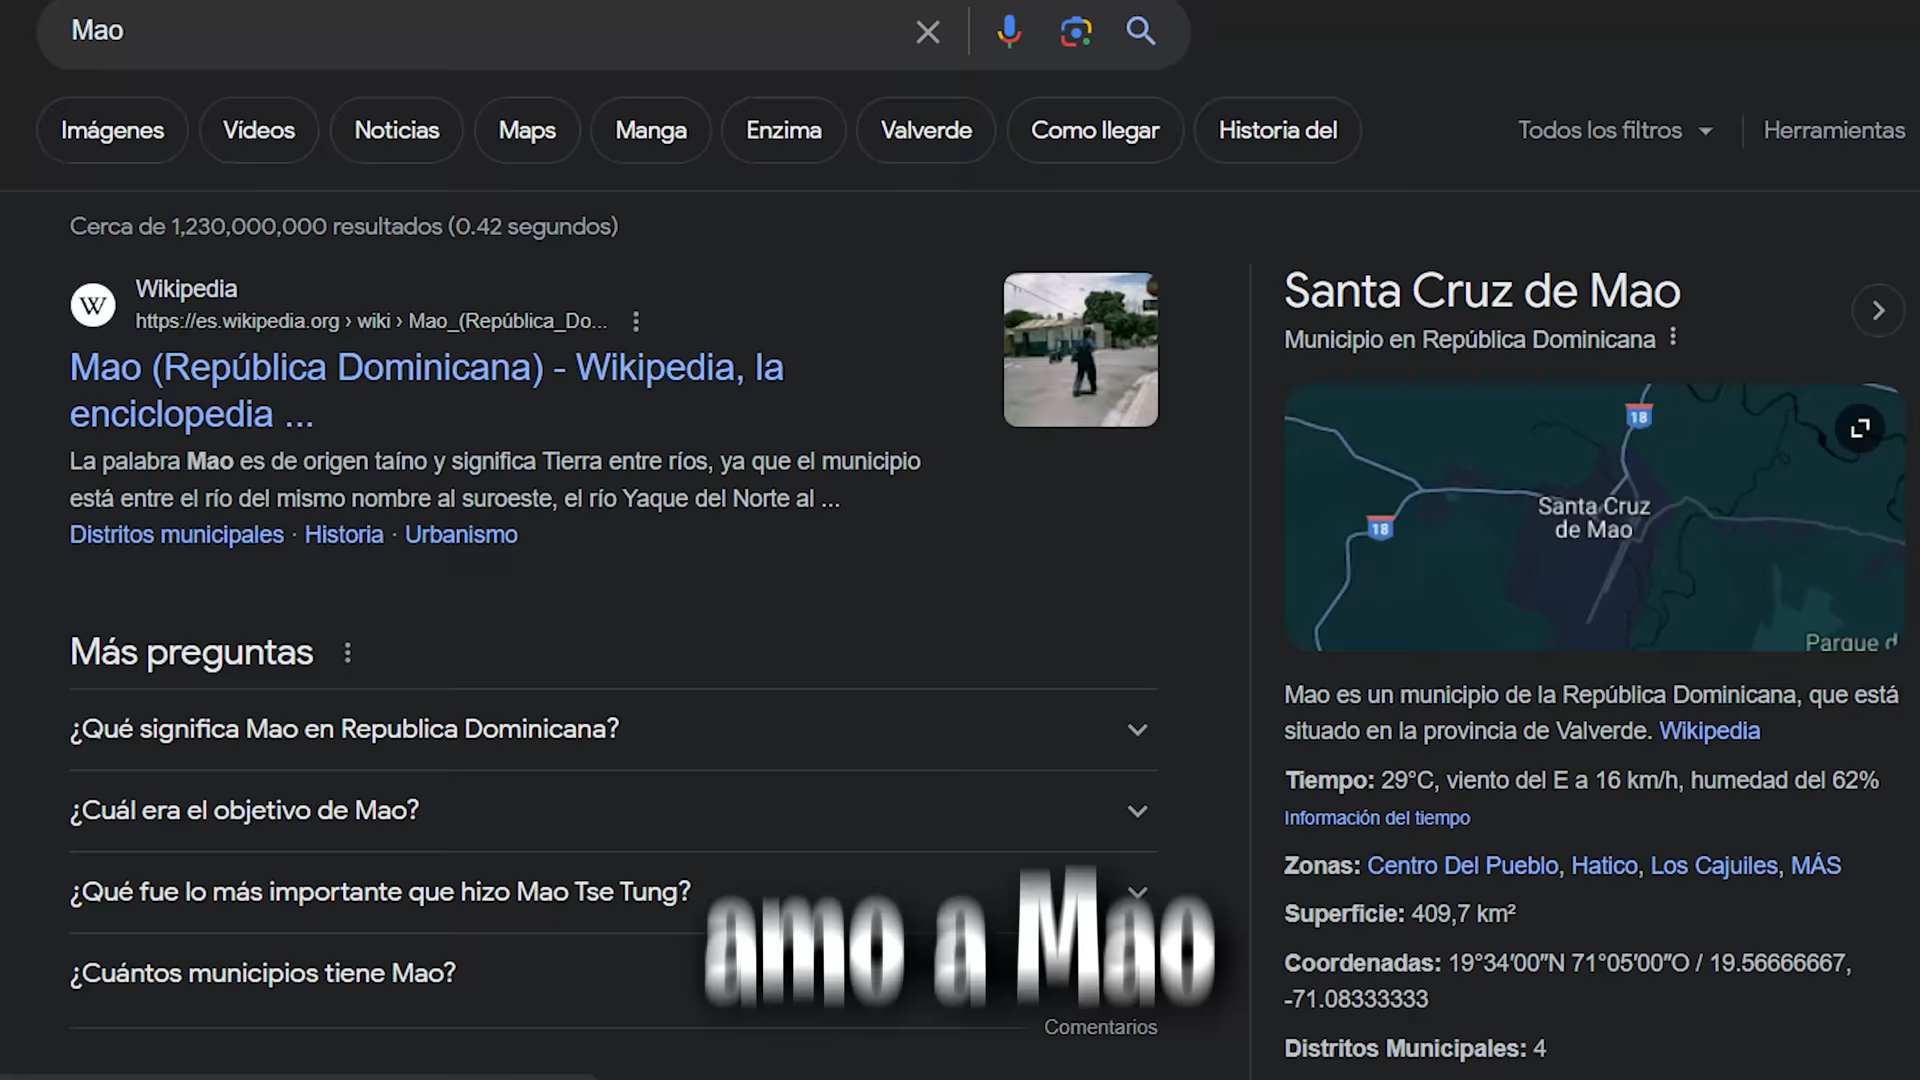 Mao
Imágenes
Vídeos
Noticias
Maps
Manga
Enzima
Valverde
Como llegar
Historia del
Todos los filtros
Herramientas
Cerca de 1,230,000,000 resultados (0.42 segundos)
W
Wikipedia
https://es.wikipedia.org › wiki › Mao_(República_Do...
Mao (República Dominicana) - Wikipedia, la
enciclopedia ...
La palabra Mao es de origen taíno y significa Tierra entre ríos, ya que el municipio
está entre el río del mismo nombre al suroeste, el río Yaque del Norte al ...
Distritos municipales · Historia · Urbanismo
Más preguntas
¿Qué significa Mao en Republica Dominicana?
¿Cuál era el objetivo de Mao?
¿Qué fue lo más importante que hizo Mao Tse Tung?
¿Cuántos municipios tiene Mao?
amo a Mao
Comentarios
Santa Cruz de Mao
Municipio en República Dominicana
18
18
Santa Cruz
de Mao
Parque d
Mao es un municipio de la República Dominicana, que está
situado en la provincia de Valverde. Wikipedia
Tiempo: 29°C, viento del E a 16 km/h, humedad del 62%
Información del tiempo
Zonas: Centro Del Pueblo, Hatico, Los Cajuiles, MÁS
Superficie: 409,7 km²
Coordenadas: 19°34′00″N 71°05′00″O / 19.56666667,
-71.08333333
Distritos Municipales: 4